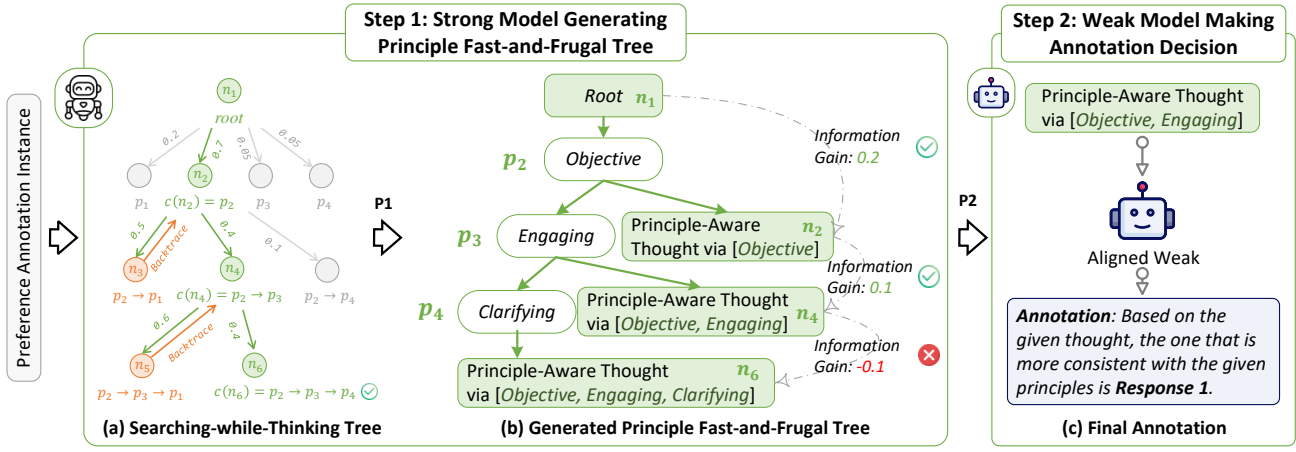 Preference Annotation Instance
Step 1: Strong Model Generating
Principle Fast-and-Frugal Tree
n₁
root
0.2
0.7
0.05
0.05
n₂
p₁
c(n₂) = p₂
p₃
p₄
0.5
Backtrace
0.4
0.1
n₃
n₄
p₂ → p₁
c(n₄) = p₂ → p₃
p₂ → p₄
0.6
Backtrace
0.4
n₅
n₆
p₂ → p₃ → p₁
c(n₆) = p₂ → p₃ → p₄
(a) Searching-while-Thinking Tree
P1
Root n₁
p₂
Objective
Information
Gain: 0.2
p₃
Engaging
Principle-Aware n₂
Thought via [Objective]
Information
Gain: 0.1
p₄
Clarifying
Principle-Aware Thought
via [Objective, Engaging] n₄
Information
Gain: -0.1
Principle-Aware Thought n₆
via [Objective, Engaging, Clarifying]
(b) Generated Principle Fast-and-Frugal Tree
P2
Step 2: Weak Model Making
Annotation Decision
Principle-Aware Thought
via [Objective, Engaging]
Aligned Weak
Annotation: Based on the
given thought, the one that is
more consistent with the given
principles is Response 1.
(c) Final Annotation